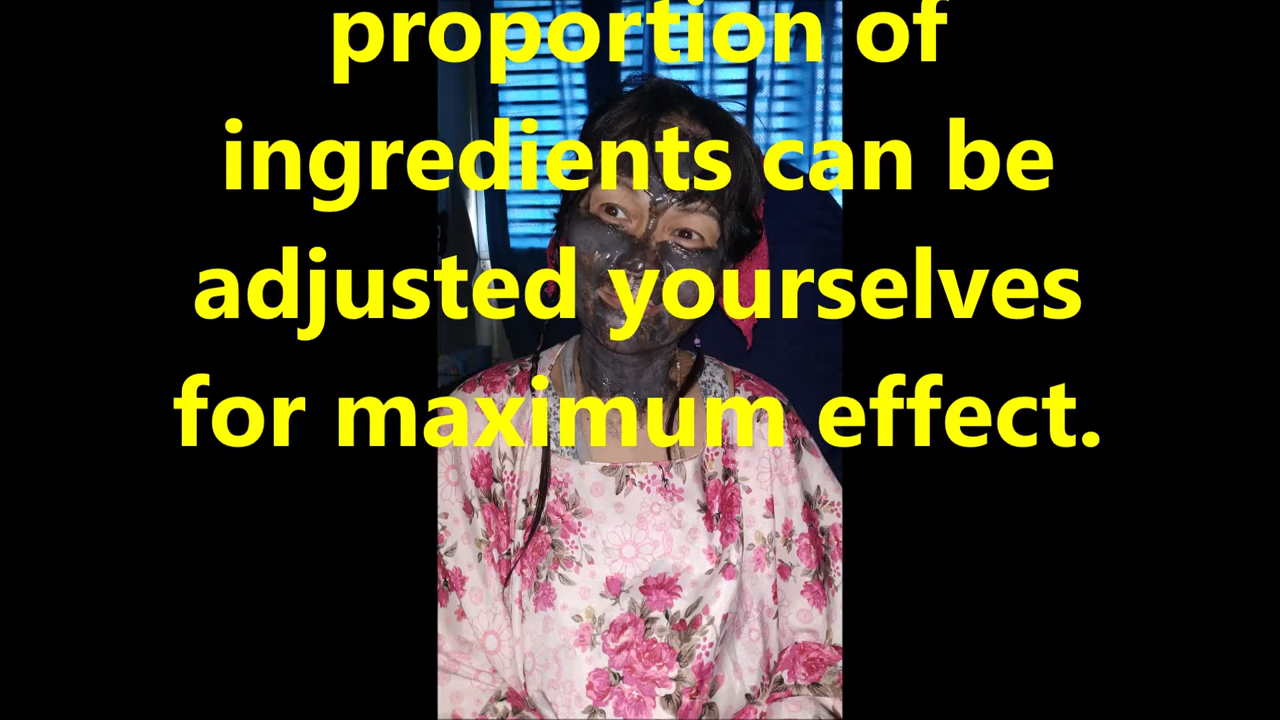 proportion of
ingredients can be
adjusted yourselves
for maximum effect.